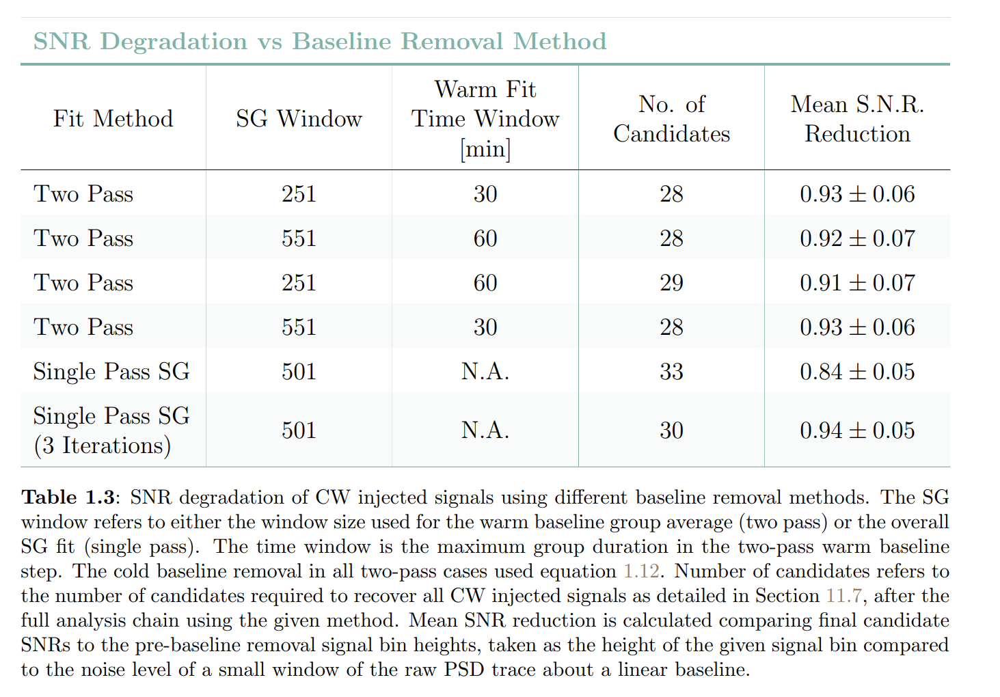 SNR Degradation vs Baseline Removal Method
Fit Method SG Window Warm Fit Time Window [min] No. of Candidates Mean S.N.R. Reduction
Two Pass 251 30 28 0.93 ± 0.06
Two Pass 551 60 28 0.92 ± 0.07
Two Pass 251 60 29 0.91 ± 0.07
Two Pass 551 30 28 0.93 ± 0.06
Single Pass SG 501 N.A. 33 0.84 ± 0.05
Single Pass SG (3 Iterations) 501 N.A. 30 0.94 ± 0.05
Table 1.3: SNR degradation of CW injected signals using different baseline removal methods. The SG
window refers to either the window size used for the warm baseline group average (two pass) or the overall
SG fit (single pass). The time window is the maximum group duration in the two-pass warm baseline
step. The cold baseline removal in all two-pass cases used equation 1.12. Number of candidates refers to
the number of candidates required to recover all CW injected signals as detailed in Section 11.7, after the
full analysis chain using the given method. Mean SNR reduction is calculated comparing final candidate
SNRs to the pre-baseline removal signal bin heights, taken as the height of the given signal bin compared
to the noise level of a small window of the raw PSD trace about a linear baseline.